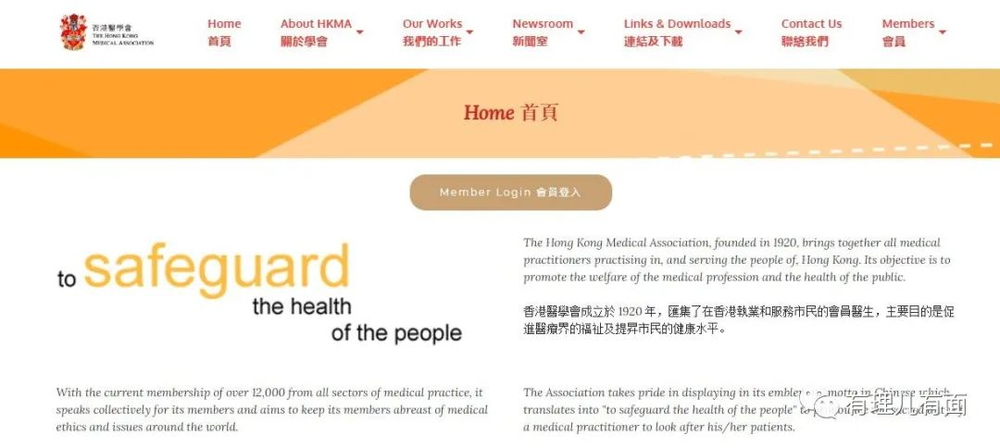 香港醫學會
THE HONG KONG
MEDICAL ASSOCIATION
Home
首頁
About HKMA
關於學會
Our Works
我們的工作
Newsroom
新聞室
Links & Downloads
連結及下載
Contact Us
聯絡我們
Members
會員
Home 首頁
Member Login 會員登入
to safeguard
the health
of the people
The Hong Kong Medical Association, founded in 1920, brings together all medical
practitioners practising in, and serving the people of, Hong Kong. Its objective is to
promote the welfare of the medical profession and the health of the public.
香港醫學會成立於 1920 年，匯集了在香港執業和服務市民的會員醫生，主要目的是促
進醫療界的福祉及提昇市民的健康水平。
With the current membership of over 12,000 from all sectors of medical practice, it
speaks collectively for its members and aims to keep its members abreast of medical
ethics and issues around the world.
The Association takes pride in displaying in its emblem a motto in Chinese which
translates into "to safeguard the health of the people" to
a medical practitioner to look after his/her patients.
有理儿有面